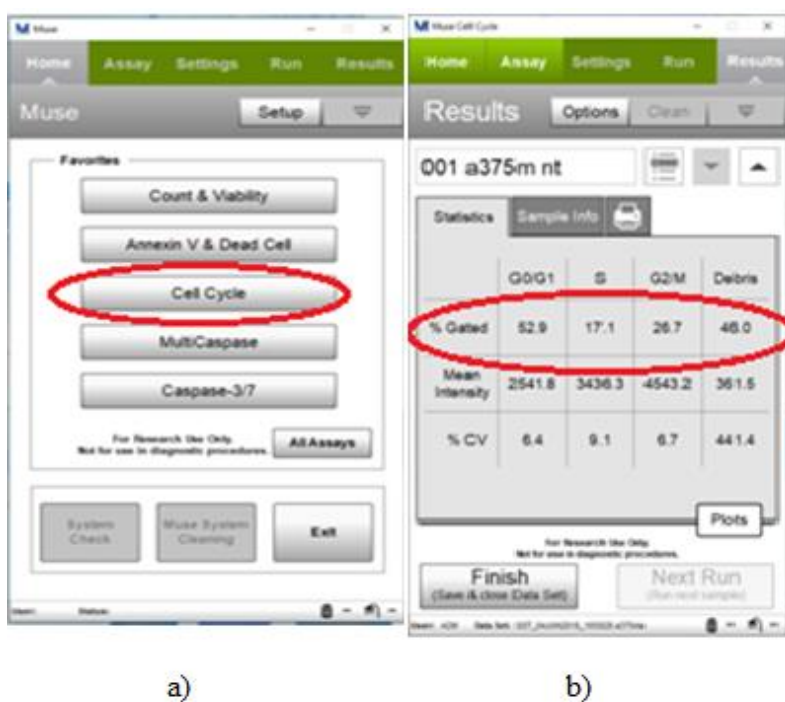 Muse
Home Assay Settings Run Results
Muse Setup
Favorites
Count & Viability
Annexin V & Dead Cell
Cell Cycle
MultiCaspase
Caspase-3/7
For Research Use Only.
Not for use in diagnostic procedures.
All Assays
System Check
Muse System Cleaning
Exit
a)
Muse Cell Cycle
Home Assay Settings Run Results
Results Options Clean
001 a375m nt
Statistics Sample Info
G0/G1 S G2/M Debris
% Gated 52.9 17.1 26.7 46.0
Mean Intensity 2541.8 3436.3 4543.2 361.5
% CV 6.4 9.1 6.7 441.4
Plots
For Research Use Only.
Not for use in diagnostic procedures.
Finish
(Save & close Data Set)
Next Run
(Run next sample)
b)